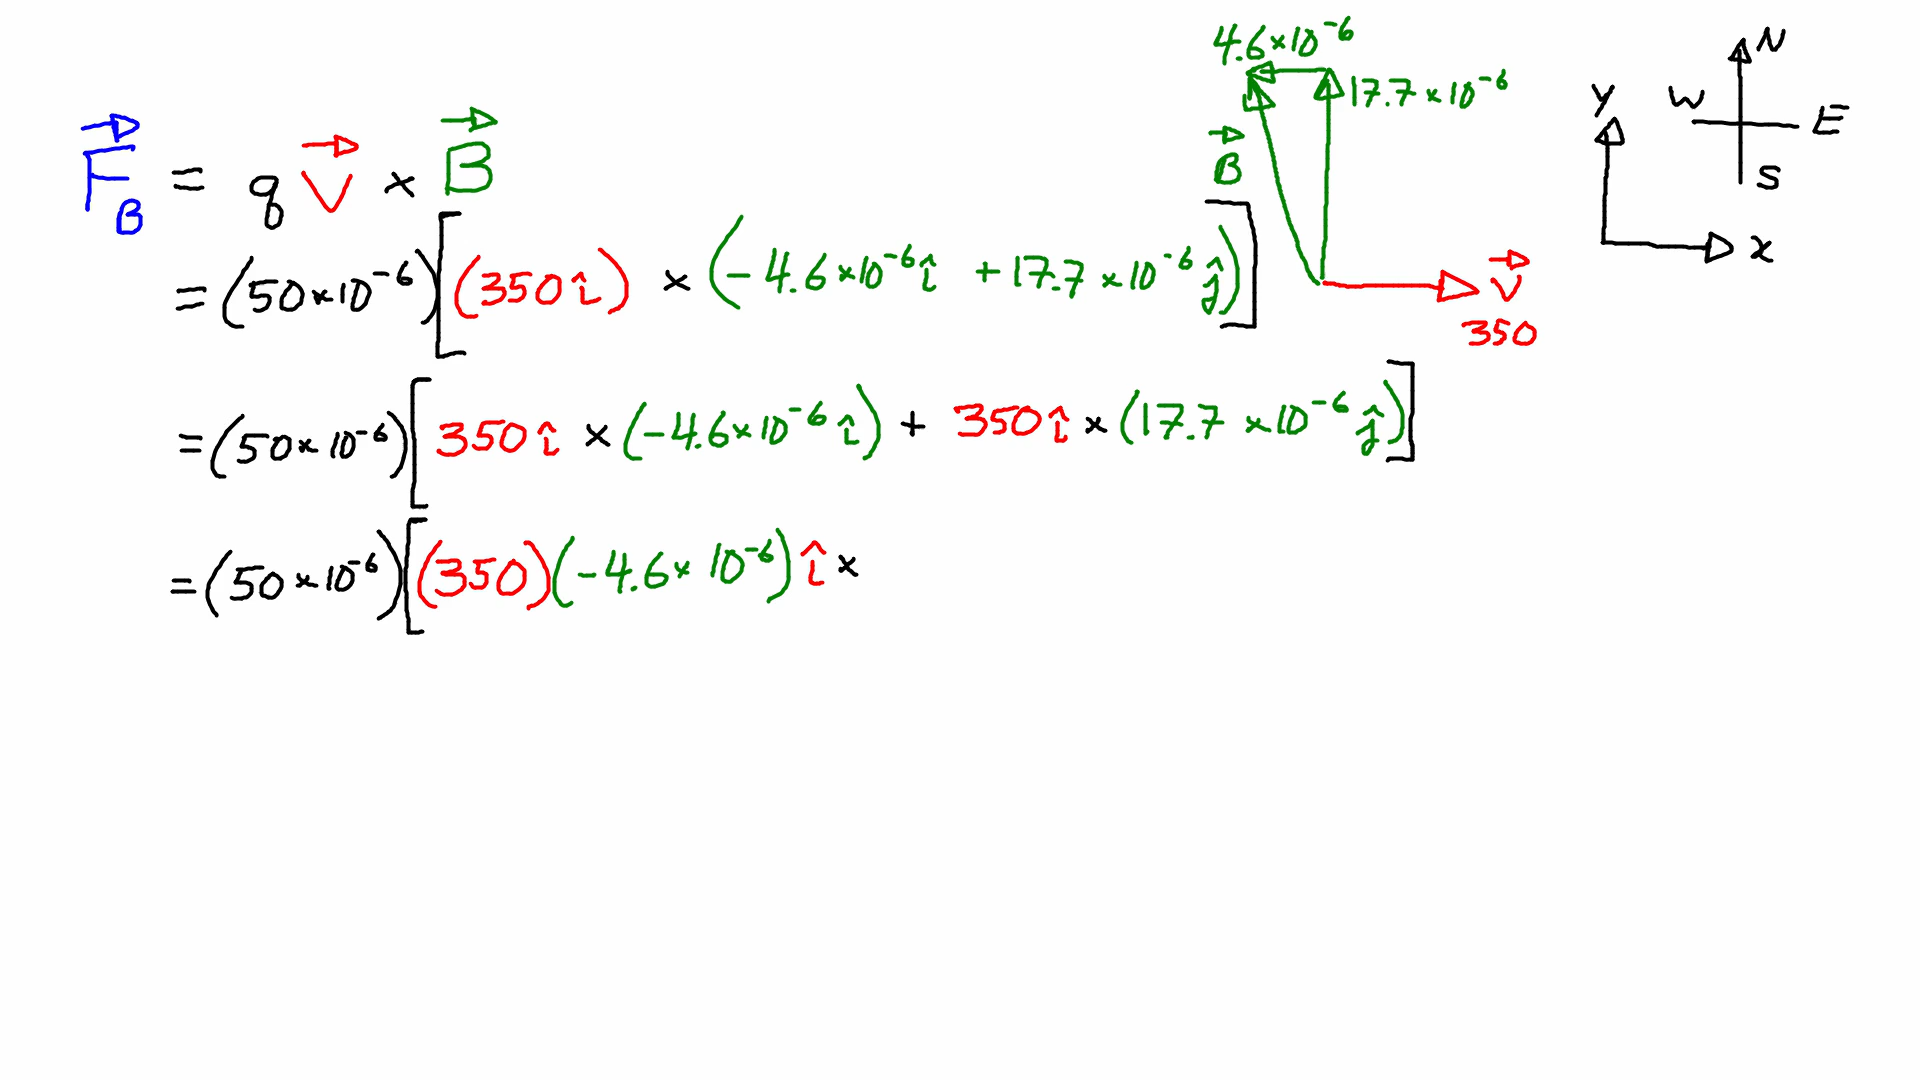 4.6×10⁻⁶
17.7×10⁻⁶
N
W E
S
y
x
B⃗
v⃗
350
F⃗_B = q v⃗ × B⃗
= (50×10⁻⁶)[(350 î) × (−4.6×10⁻⁶ î + 17.7×10⁻⁶ ĵ)]
= (50×10⁻⁶)[350 î × (−4.6×10⁻⁶ î) + 350 î × (17.7×10⁻⁶ ĵ)]
= (50×10⁻⁶)[(350)(−4.6×10⁻⁶) î ×